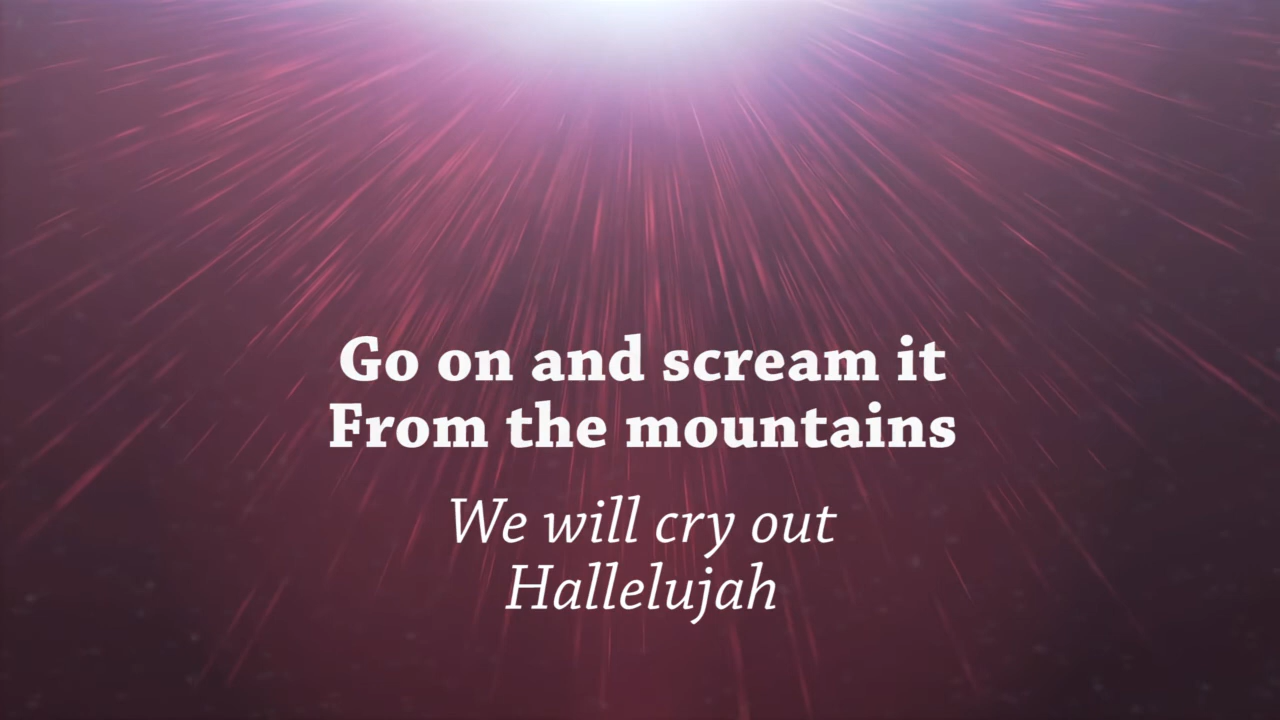 Go on and scream it
From the mountains
We will cry out
Hallelujah